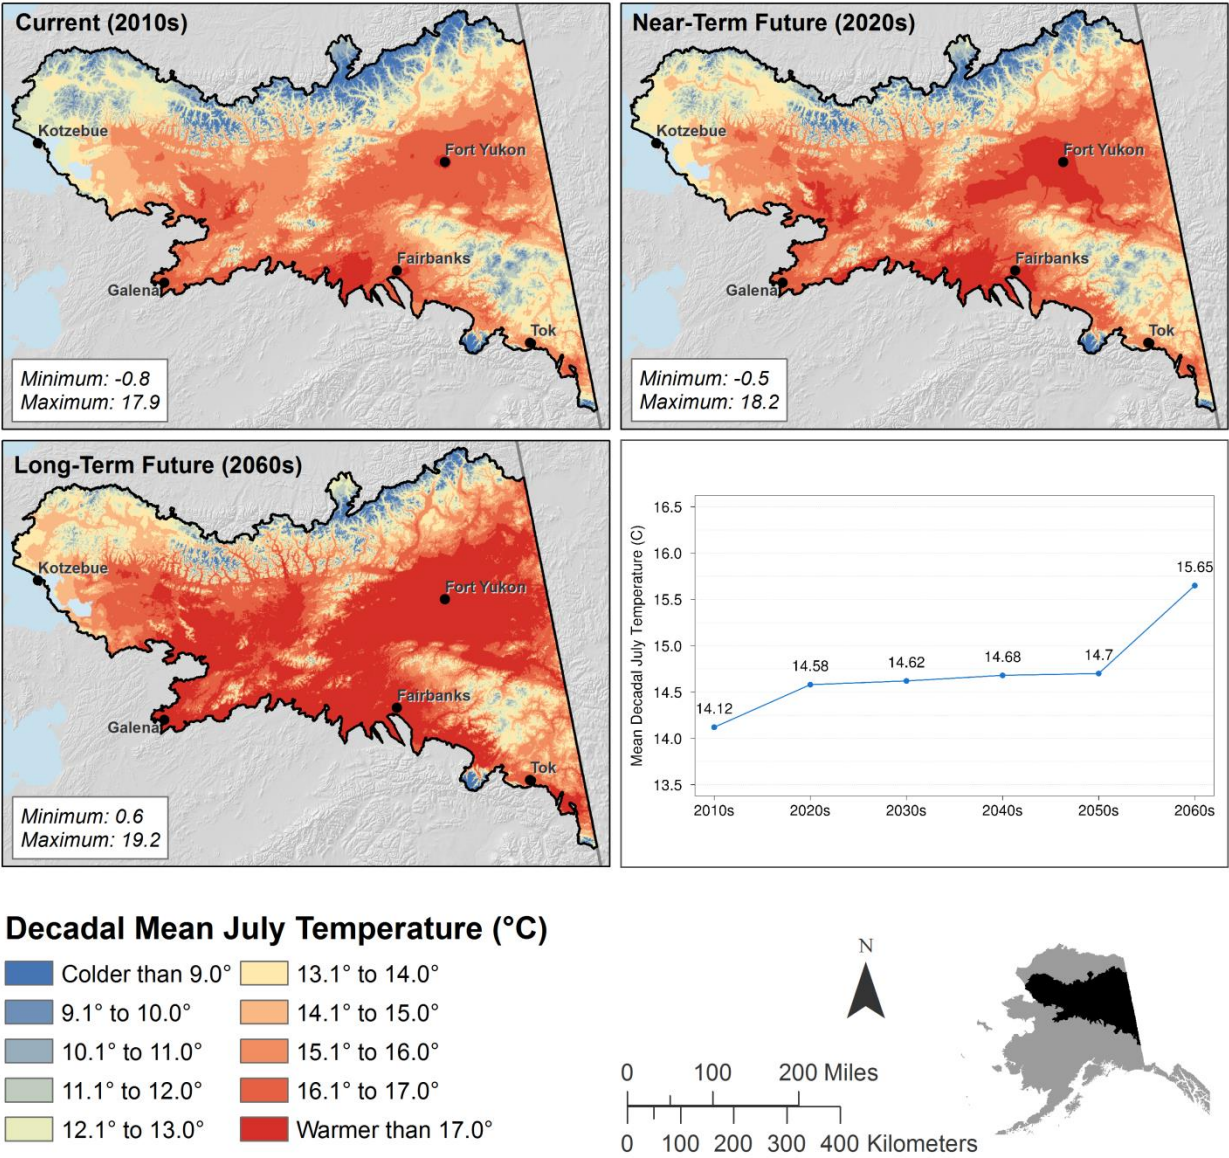 Current (2010s)
Kotzebue
Fort Yukon
Fairbanks
Galena
Tok
Minimum: -0.8
Maximum: 17.9
Near-Term Future (2020s)
Kotzebue
Fort Yukon
Fairbanks
Galena
Tok
Minimum: -0.5
Maximum: 18.2
Long-Term Future (2060s)
Kotzebue
Fort Yukon
Fairbanks
Galena
Tok
Minimum: 0.6
Maximum: 19.2
Mean Decadal July Temperature (C)
16.5
16.0
15.5
15.0
14.5
14.0
13.5
14.12
14.58
14.62
14.68
14.7
15.65
2010s 2020s 2030s 2040s 2050s 2060s
Decadal Mean July Temperature (°C)
Colder than 9.0°
9.1° to 10.0°
10.1° to 11.0°
11.1° to 12.0°
12.1° to 13.0°
13.1° to 14.0°
14.1° to 15.0°
15.1° to 16.0°
16.1° to 17.0°
Warmer than 17.0°
N
0 100 200 Miles
0 100 200 300 400 Kilometers